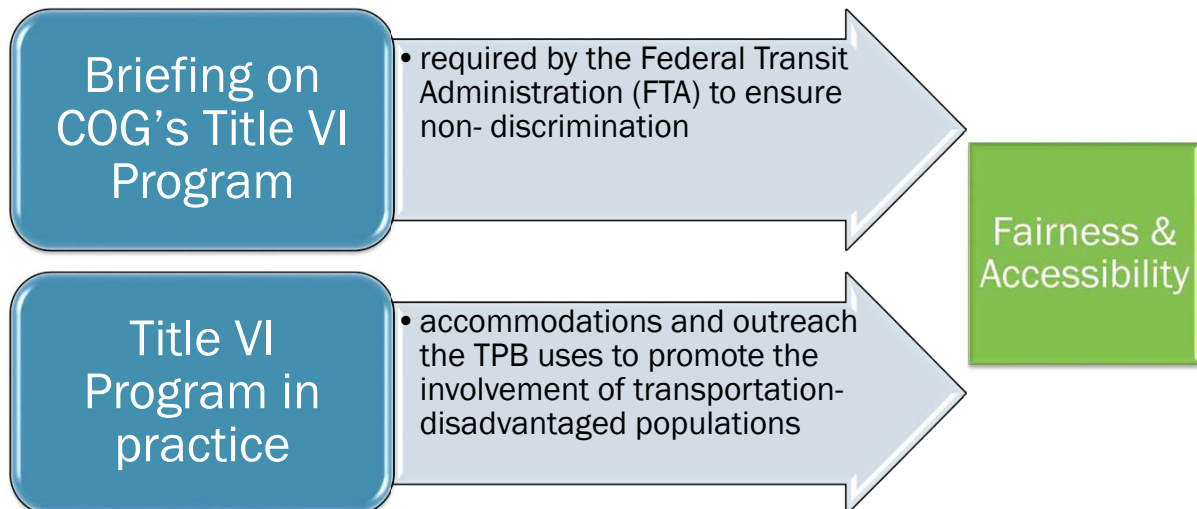 Briefing on
COG’s Title VI
Program
• required by the Federal Transit
Administration (FTA) to ensure
non- discrimination
Title VI
Program in
practice
• accommodations and outreach
the TPB uses to promote the
involvement of transportation-
disadvantaged populations
Fairness &
Accessibility